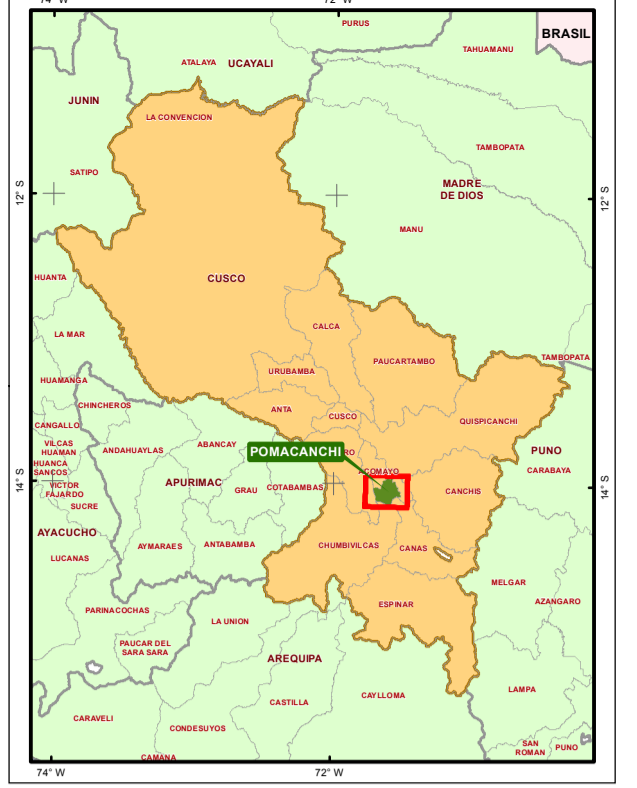 74° W
72° W
PURUS
BRASIL
TAHUAMANU
ATALAYA
UCAYALI
JUNIN
LA CONVENCION
TAMBOPATA
SATIPO
MADRE
DE DIOS
12° S
12° S
MANU
HUANTA
CUSCO
CALCA
LA MAR
PAUCARTAMBO
TAMBOPATA
URUBAMBA
HUAMANGA
CHINCHEROS
ANTA
CUSCO
QUISPICANCHI
CANGALLO
VILCAS
HUAMAN
ANDAHUAYLAS
ABANCAY
POMACANCHI
RO
PUNO
HUANCA
SANCOS
ACOMAYO
CARABAYA
14° S
14° S
VICTOR
FAJARDO
APURIMAC
GRAU
COTABAMBAS
CANCHIS
SUCRE
AYACUCHO
AYMARAES
ANTABAMBA
CHUMBIVILCAS
CANAS
LUCANAS
MELGAR
PARINACOCHAS
ESPINAR
AZANGARO
LA UNION
PAUCAR DEL
SARA SARA
AREQUIPA
LAMPA
CASTILLA
CAYLLOMA
CARAVELI
CONDESUYOS
SAN
ROMAN
PUNO
CAMANA
74° W
72° W